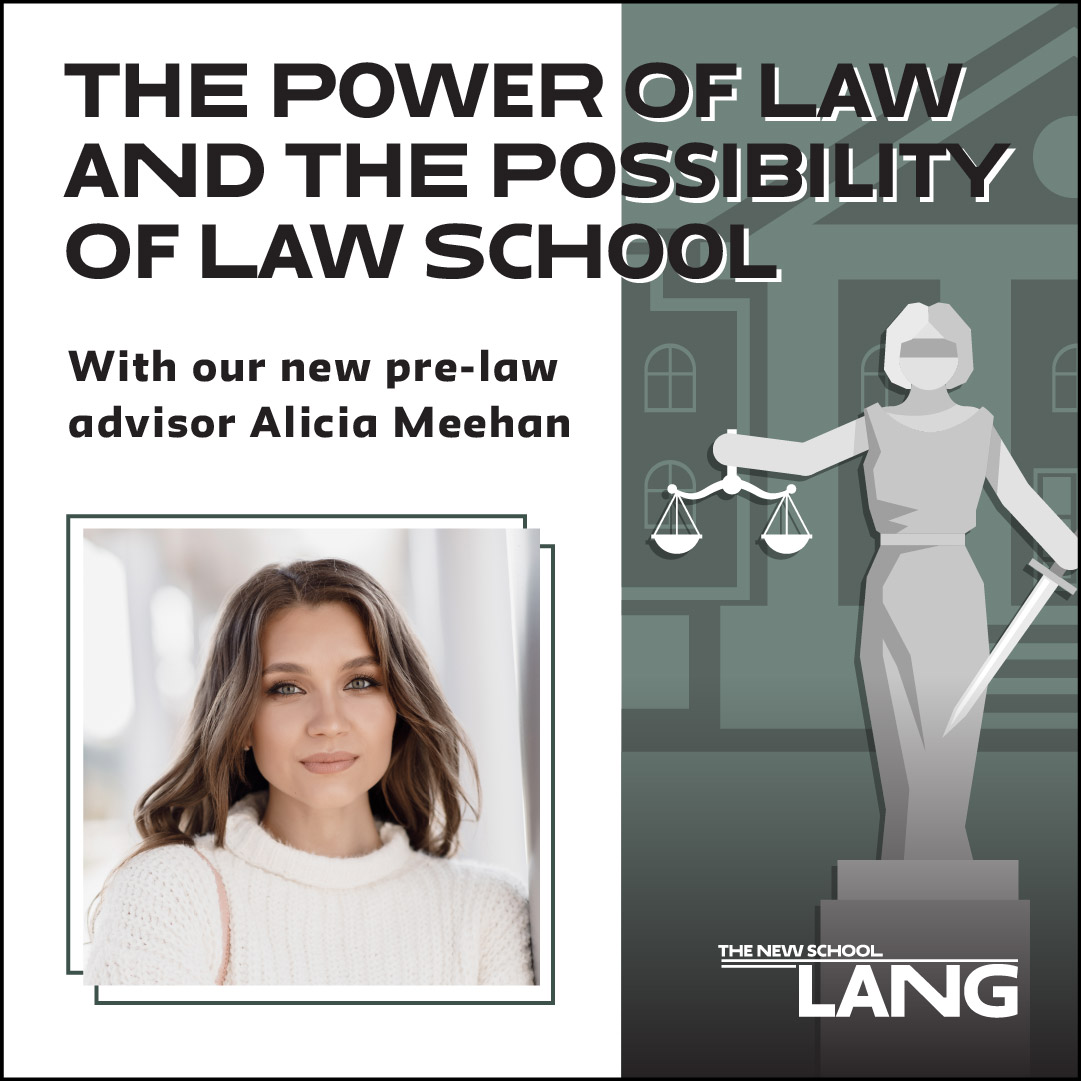 THE POWER OF LAW
AND THE POSSIBILITY
OF LAW SCHOOL
With our new pre-law
advisor Alicia Meehan
THE NEW SCHOOL
LANG